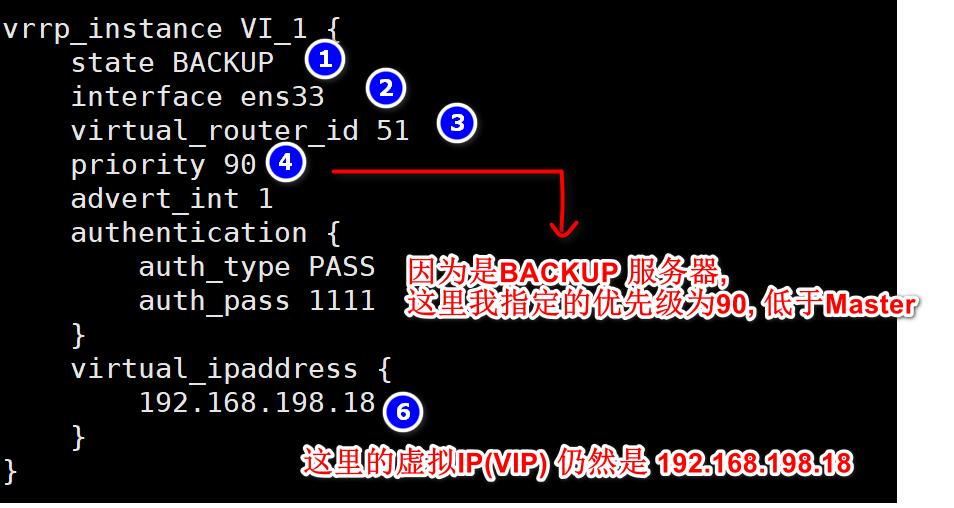 vrrp_instance VI_1 {
state BACKUP 1
interface ens33 2
virtual_router_id 51 3
priority 90 4
advert_int 1
authentication {
auth_type PASS
auth_pass 1111
}
因为是BACKUP 服务器,
这里我指定的优先级为90, 低于Master
virtual_ipaddress {
192.168.198.18 6
}
这里的虚拟IP(VIP) 仍然是 192.168.198.18
}